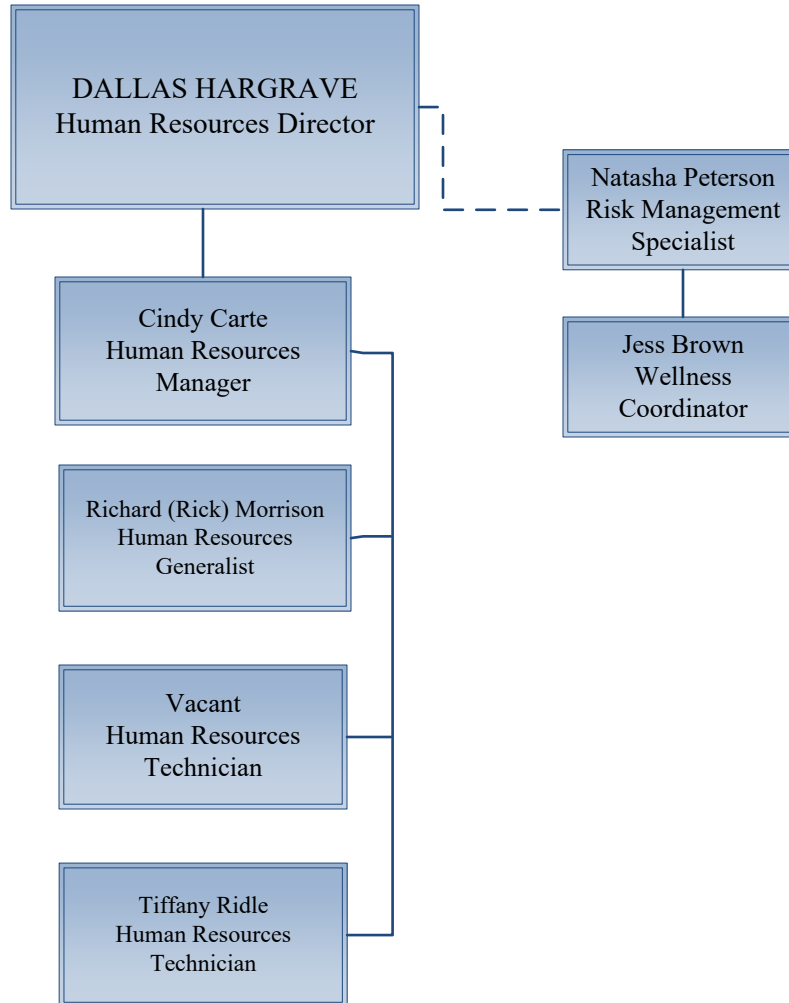 DALLAS HARGRAVE
Human Resources Director
Natasha Peterson
Risk Management
Specialist
Cindy Carte
Human Resources
Manager
Jess Brown
Wellness
Coordinator
Richard (Rick) Morrison
Human Resources
Generalist
Vacant
Human Resources
Technician
Tiffany Ridle
Human Resources
Technician